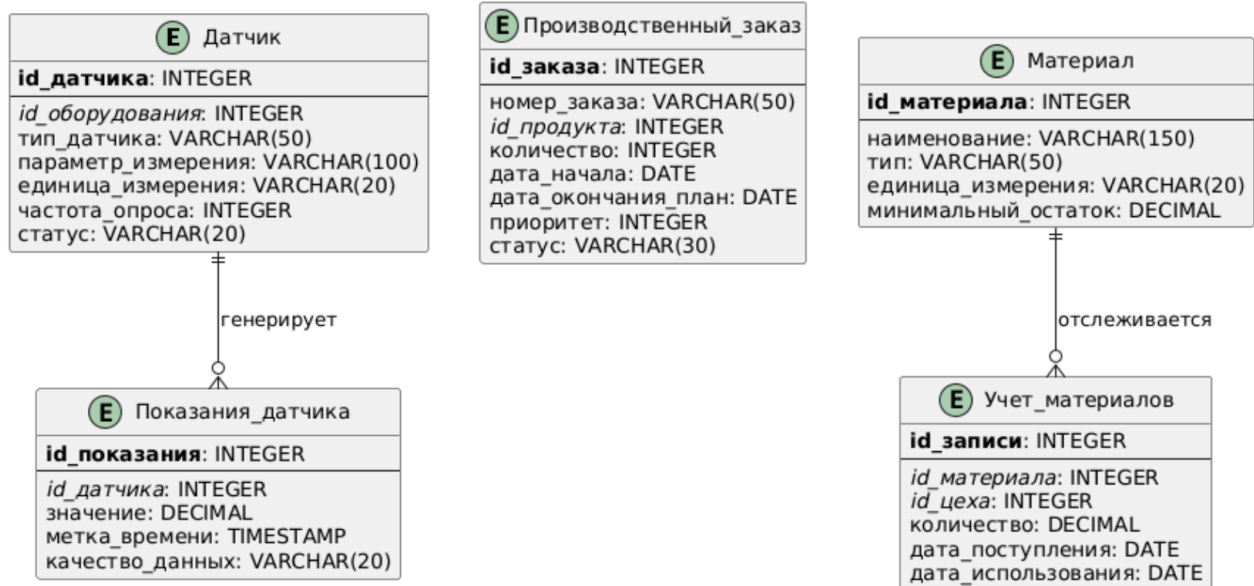 E Датчик
id_датчика: INTEGER
id_оборудования: INTEGER
тип_датчика: VARCHAR(50)
параметр_измерения: VARCHAR(100)
единица_измерения: VARCHAR(20)
частота_опроса: INTEGER
статус: VARCHAR(20)
генерирует
E Показания_датчика
id_показания: INTEGER
id_датчика: INTEGER
значение: DECIMAL
метка_времени: TIMESTAMP
качество_данных: VARCHAR(20)
E Производственный_заказ
id_заказа: INTEGER
номер_заказа: VARCHAR(50)
id_продукта: INTEGER
количество: INTEGER
дата_начала: DATE
дата_окончания_план: DATE
приоритет: INTEGER
статус: VARCHAR(30)
E Материал
id_материала: INTEGER
наименование: VARCHAR(150)
тип: VARCHAR(50)
единица_измерения: VARCHAR(20)
минимальный_остаток: DECIMAL
отслеживается
E Учет_материалов
id_записи: INTEGER
id_материала: INTEGER
id_цеха: INTEGER
количество: DECIMAL
дата_поступления: DATE
дата_использования: DATE